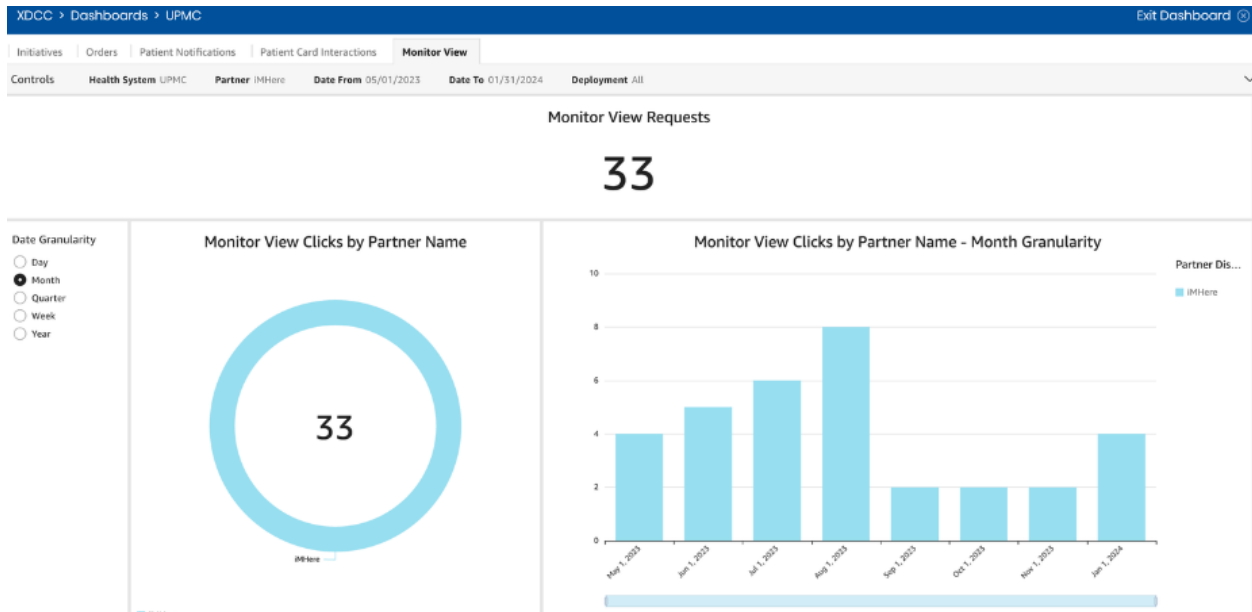 XDCC > Dashboards > UPMC Exit Dashboard
Initiatives Orders Patient Notifications Patient Card Interactions Monitor View
Controls Health System UPMC Partner iMHere Date From 05/01/2023 Date To 01/31/2024 Deployment All
Monitor View Requests
33
Date Granularity
Day
Month
Quarter
Week
Year
Monitor View Clicks by Partner Name
33
iMHere
Monitor View Clicks by Partner Name - Month Granularity
10
8
6
4
2
0
May 1, 2023
Jun 1, 2023
Jul 1, 2023
Aug 1, 2023
Sep 1, 2023
Oct 1, 2023
Nov 1, 2023
Jan 1, 2024
Partner Dis...
iMHere